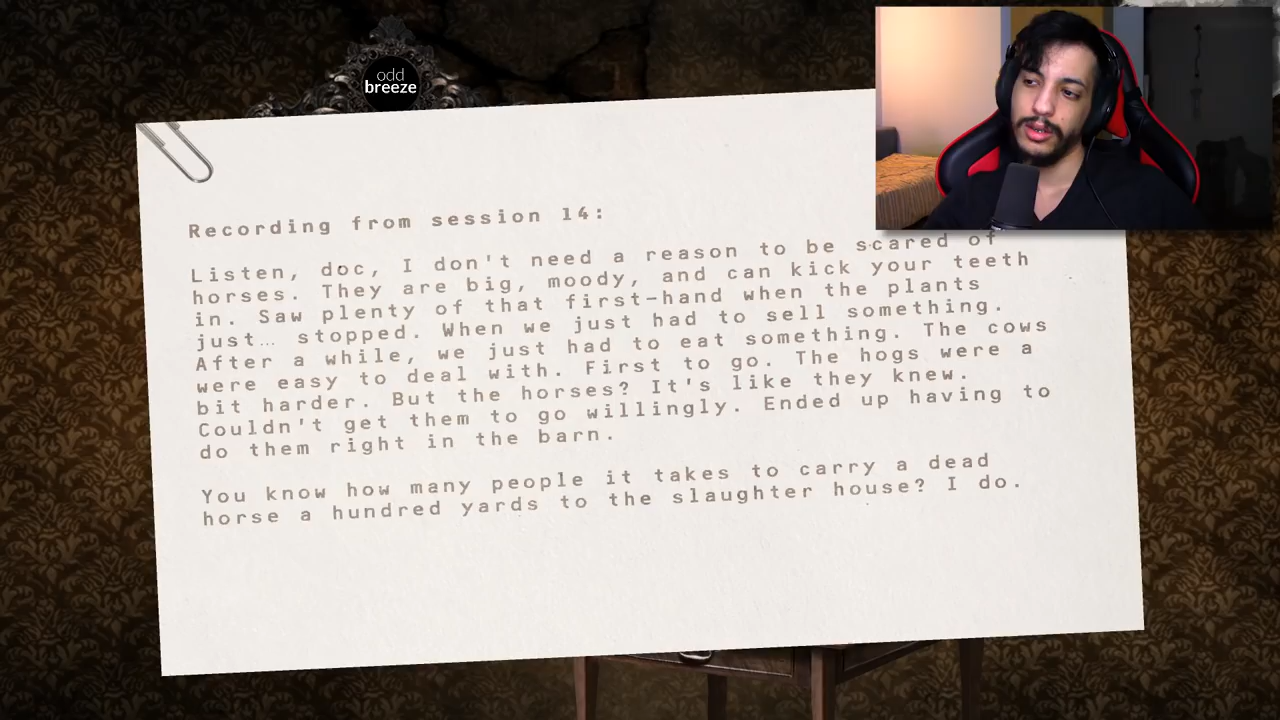 odd
breeze
Recording from session 14:
Listen, doc, I don't need a reason to be scared of
horses. They are big, moody, and can kick your teeth
in. Saw plenty of that first-hand when the plants
just… stopped. When we just had to sell something.
After a while, we just had to eat something. The cows
were easy to deal with. First to go. The hogs were a
bit harder. But the horses? It's like they knew.
Couldn't get them to go willingly. Ended up having to
do them right in the barn.
You know how many people it takes to carry a dead
horse a hundred yards to the slaughter house? I do.